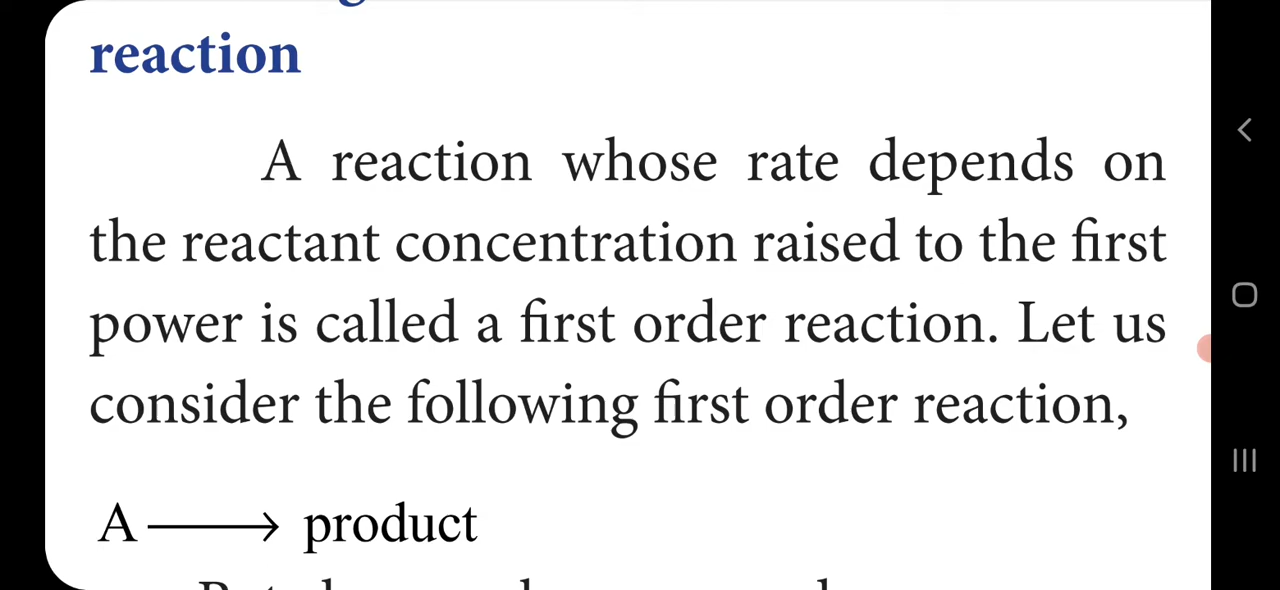 reaction
A reaction whose rate depends on
the reactant concentration raised to the first
power is called a first order reaction. Let us
consider the following first order reaction,
A ⟶ product